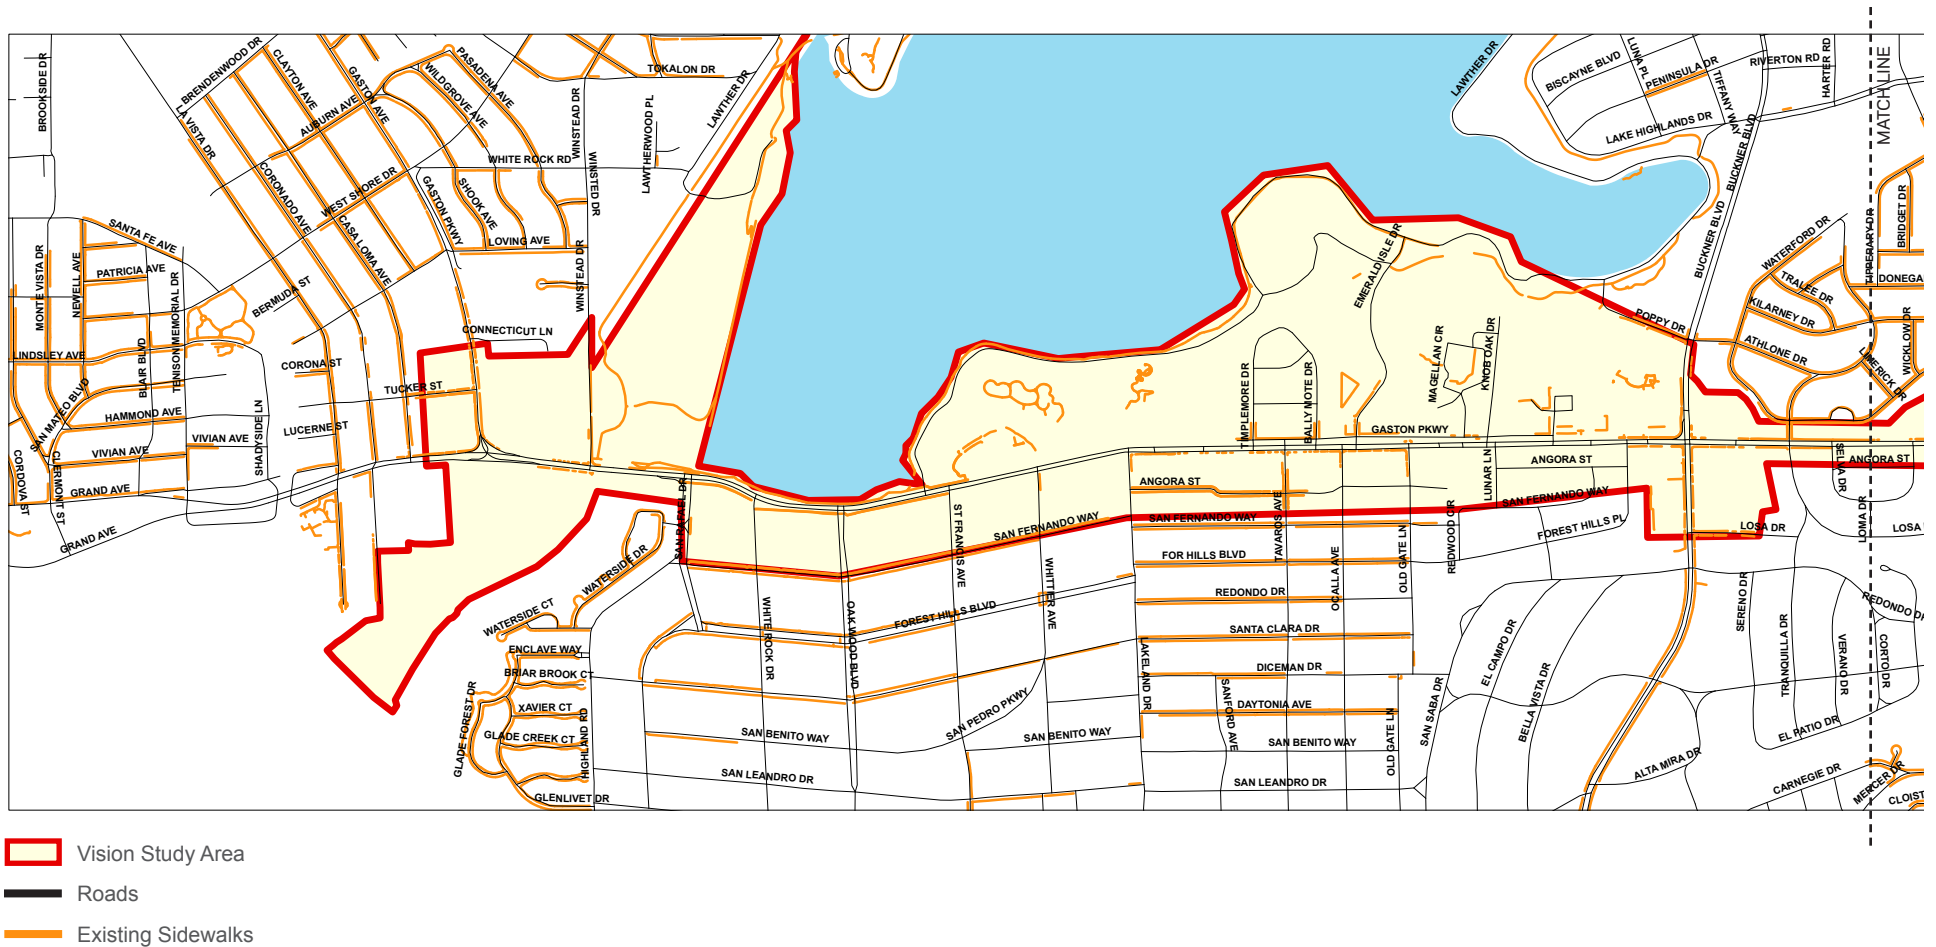 BROOKSIDE DR
BRENDENWOOD DR
CLAYTON AVE
GASTON AVE
PASADENA AVE
WILDGROVE AVE
AUBURN AVE
LA VISTA DR
TOKALON DR
LAWTHER DR
WINSTEAD DR
LAWTHERWOOD PL
WHITE ROCK RD
WINSTED DR
CORONADO AVE
WEST SHORE DR
GASTON PKWY
SHOOK AVE
CASA LOMA AVE
LOVING AVE
WINSTEAD DR
SANTA FE AVE
PATRICIA AVE
MONTE VISTA DR
NEWELL AVE
TENISON MEMORIAL DR
BERMUDA ST
CONNECTICUT LN
LINDSLEY AVE
BLAIR BLVD
CORONA ST
TUCKER ST
SAN MATEO BLVD
HAMMOND AVE
SHADYSIDE LN
LUCERNE ST
VIVIAN AVE
VIVIAN AVE
CORDOVA ST
CLERMONT ST
GRAND AVE
GRAND AVE
LAWTHER DR
BISCAYNE BLVD
LUNA PL
PENINSULA DR
TIFFANY WAY
RIVERTON RD
HARTER RD
LAKE HIGHLANDS DR
BUCKNER BLVD
BUCKNER BLVD
MATCHLINE
WATERFORD DR
TIPPERARY DR
BRIDGET DR
DONEGA
TRALEE DR
KILARNEY DR
ATHLONE DR
LIMERICK DR
WICKLOW DR
POPPY DR
EMERALD ISLE DR
MAGELLAN CIR
KNOB OAK DR
TIMPLEMORE DR
BALLY MOTE DR
GASTON PKWY
ANGORA ST
ANGORA ST
ANGORA ST
LUNAR LN
SELVA DR
SAN FERNANDO WAY
SAN FERNANDO WAY
SAN FERNANDO WAY
TAVAROS AVE
REDWOOD CIR
FOREST HILLS PL
LOSA DR
LOMA DR
LOSA
SAN RAFAEL DR
ST FRANCIS AVE
WHITTER AVE
FOR HILLS BLVD
OCALLA AVE
OLD GATE LN
REDONDO DR
REDONDO DR
WATERSIDE DR
WATERSIDE CT
WHITE ROCK DR
OAK WOOD BLVD
FOREST HILLS BLVD
SANTA CLARA DR
DICEMAN DR
LAKELAND DR
SANFORD AVE
DAYTONIA AVE
SAN PEDRO PKWY
SAN BENITO WAY
SAN BENITO WAY
SAN BENITO WAY
SAN LEANDRO DR
SAN LEANDRO DR
OLD GATE LN
SAN SABA DR
EL CAMPO DR
BELLA VISTA DR
SERENO DR
TRANQUILLA DR
VERANO DR
CORTO DR
EL PATIO DR
ALTA MIRA DR
CARNEGIE DR
MERCER DR
CLOIST
ENCLAVE WAY
BRIAR BROOK CT
XAVIER CT
GLADE CREEK CT
GLADE FOREST DR
HIGHLAND RD
GLENLIVET DR
Vision Study Area
Roads
Existing Sidewalks